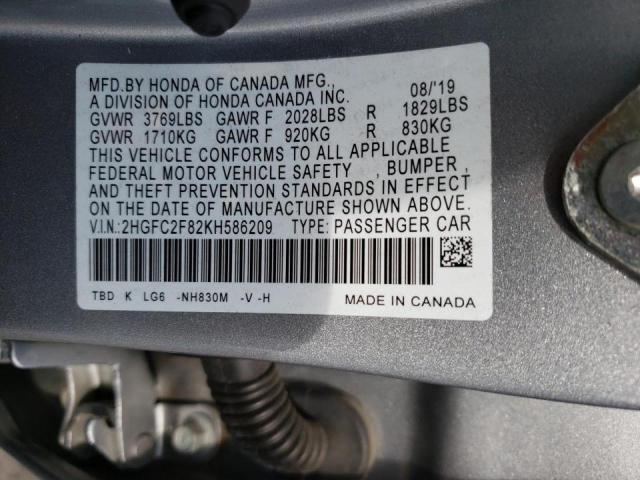 MFD.BY HONDA OF CANADA MFG., 08/'19
A DIVISION OF HONDA CANADA INC.
GVWR 3769LBS GAWR F 2028LBS R 1829LBS
GVWR 1710KG GAWR F 920KG R 830KG
THIS VEHICLE CONFORMS TO ALL APPLICABLE
FEDERAL MOTOR VEHICLE SAFETY , BUMPER ,
AND THEFT PREVENTION STANDARDS IN EFFECT
ON THE DATE OF MANUFACTURE SHOWN ABOVE.
V.I.N.:2HGFC2F82KH586209 TYPE: PASSENGER CAR
TBD K LG6 -NH830M -V -H MADE IN CANADA